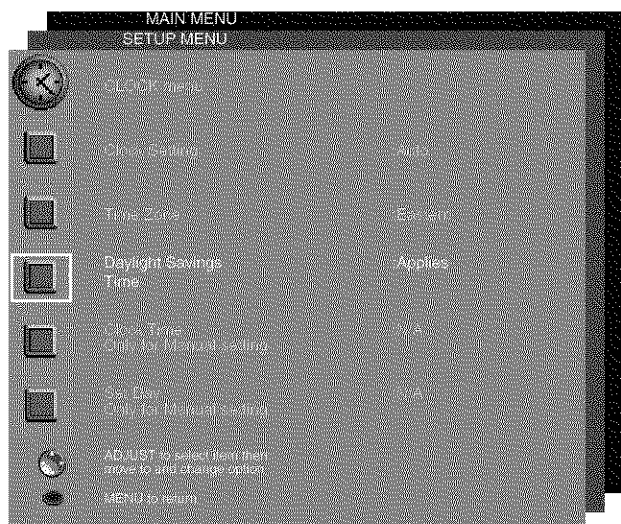 MAIN MENU
SETUP MENU
CLOCK menu
Clock Setting Auto
Time Zone Eastern
Daylight Savings Applies
Time
Clock Time N/A
Only for Manual setting
Set Day N/A
Only for Manual setting
ADJUST to select item then
move to and change option
MENU to return